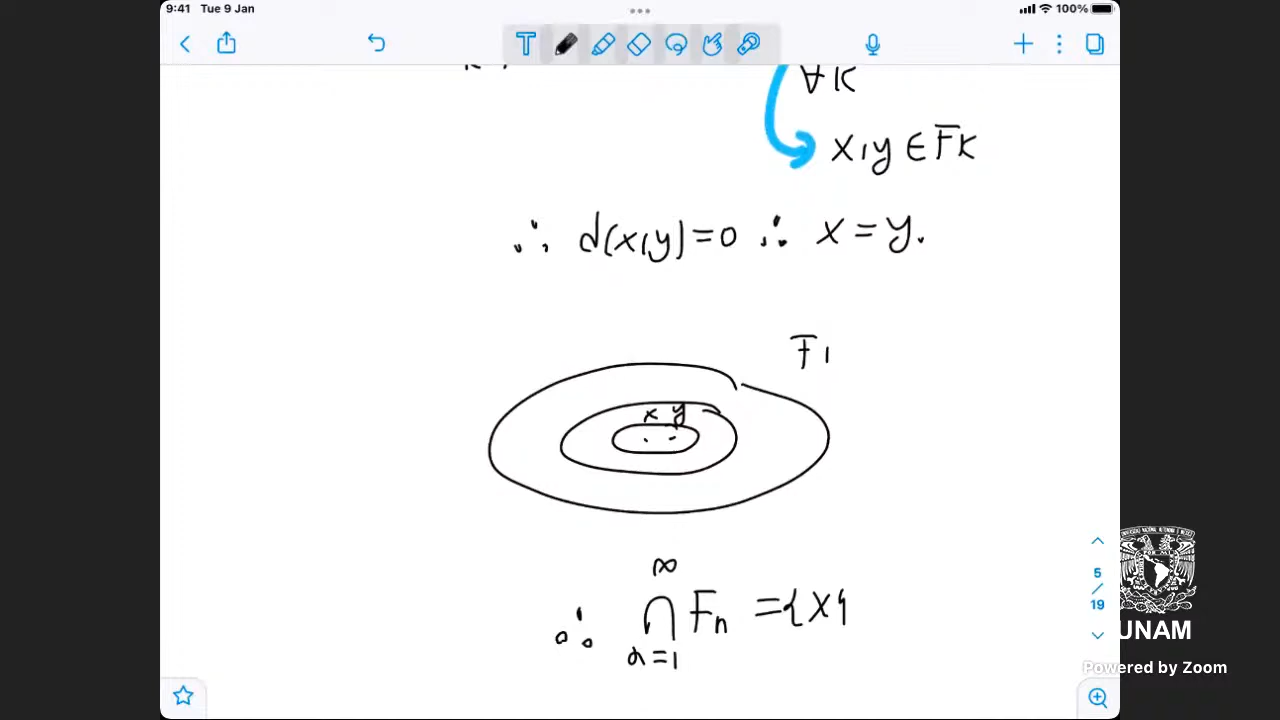 9:41 Tue 9 Jan 100%
∀K
x,y ∈ FK
∴ d(x,y)=0 ∴ x = y.
F1
x y
∞
∴ ∩ Fn = {x}
n=1
5
/
19
UNAM
Powered by Zoom